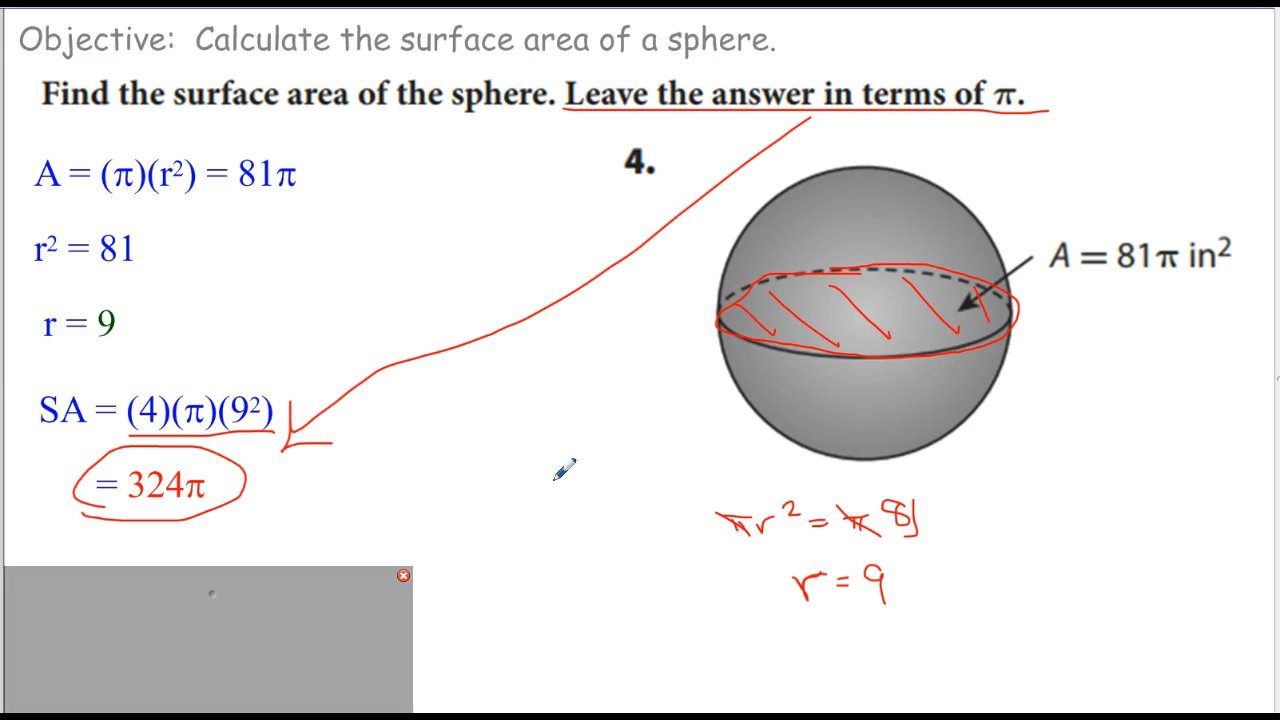 Objective: Calculate the surface area of a sphere.
Find the surface area of the sphere. Leave the answer in terms of π.
4.
A = (π)(r²) = 81π
r² = 81
r = 9
SA = (4)(π)(9²)
= 324π
A = 81π in²
πr² = π81
r = 9